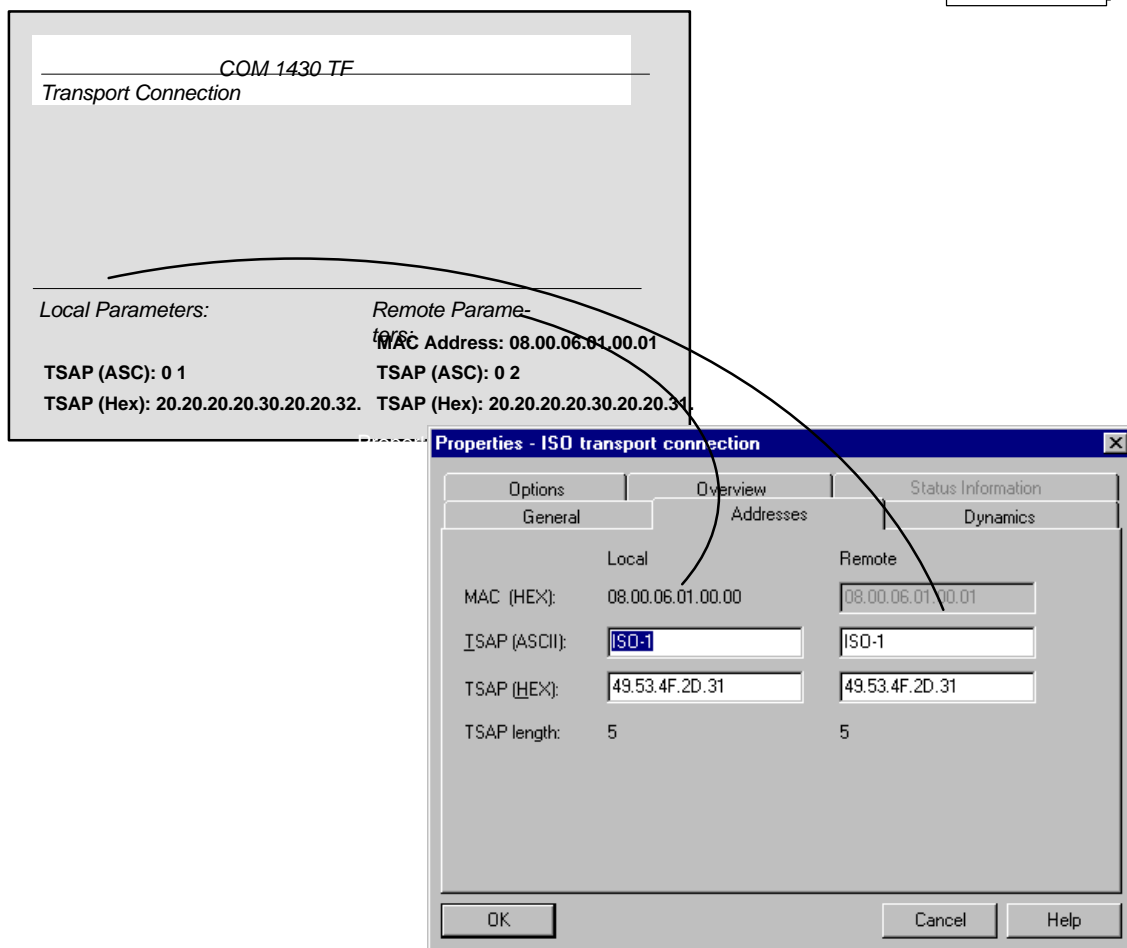 COM 1430 TF
Transport Connection
Local Parameters:
Remote Parame-
ters:
MAC Address: 08.00.06.01.00.01
TSAP (ASC): 0 1
TSAP (ASC): 0 2
TSAP (Hex): 20.20.20.20.30.20.20.32.
TSAP (Hex): 20.20.20.20.30.20.20.31.
Properties - ISO transport connection
Options Overview Status Information
General Addresses Dynamics
Local Remote
MAC (HEX): 08.00.06.01.00.00 08.00.06.01.00.01
TSAP (ASCII): ISO-1 ISO-1
TSAP (HEX): 49.53.4F.2D.31 49.53.4F.2D.31
TSAP length: 5 5
OK Cancel Help